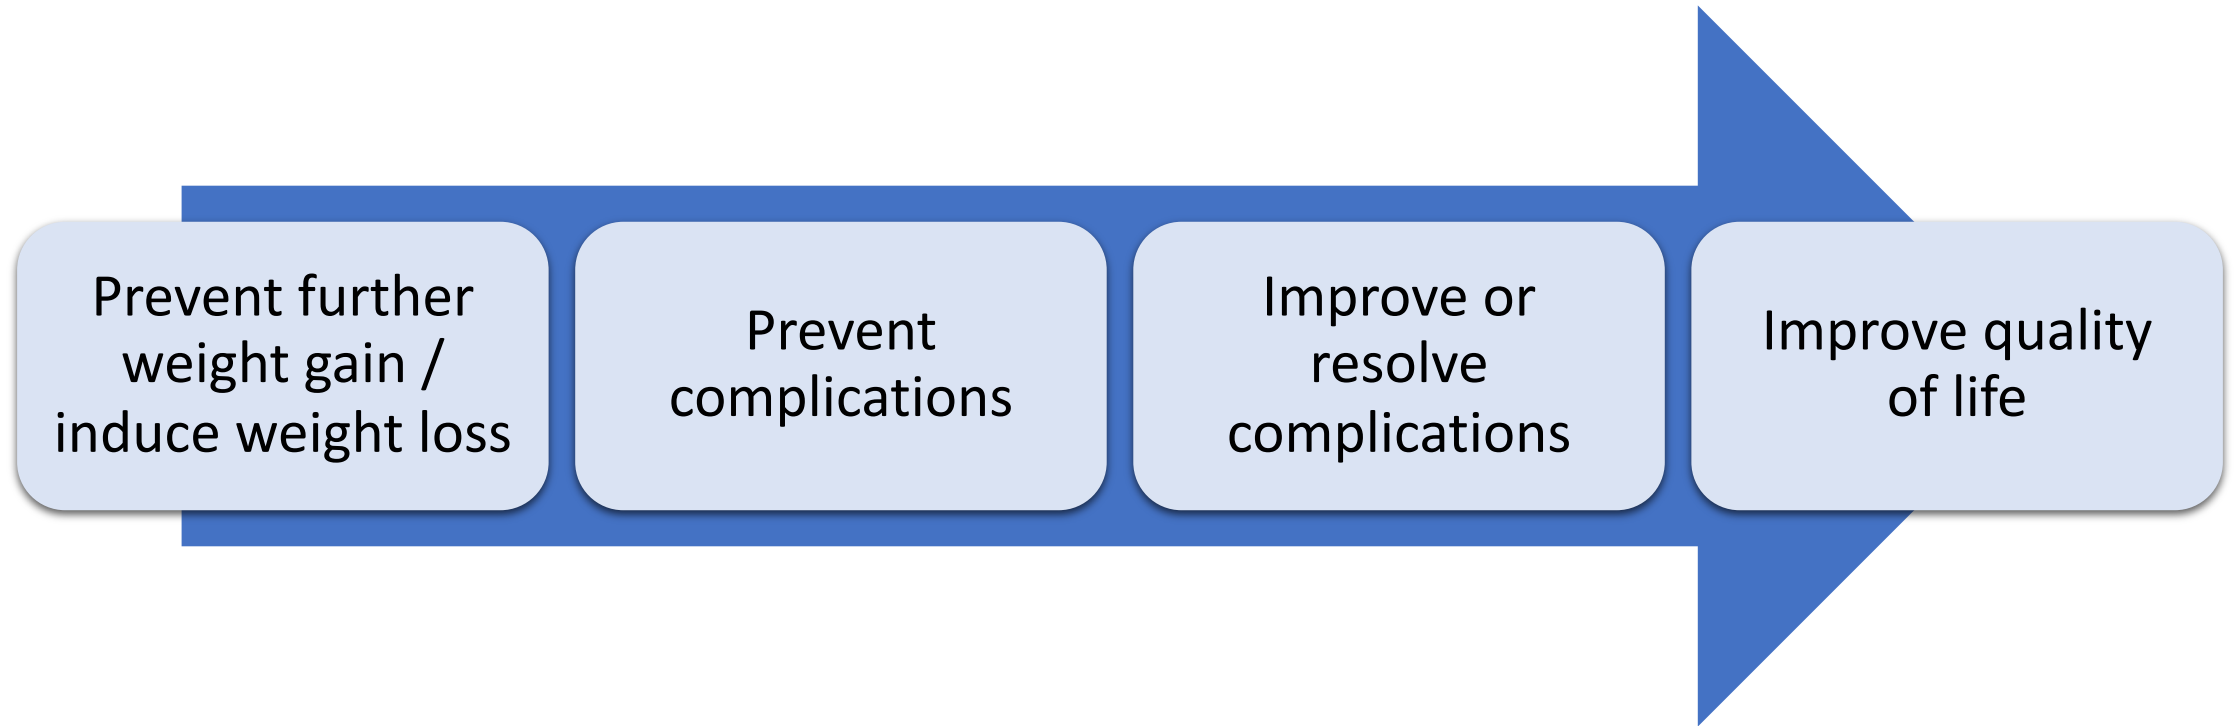 Prevent further
weight gain /
induce weight loss
Prevent
complications
Improve or
resolve
complications
Improve quality
of life